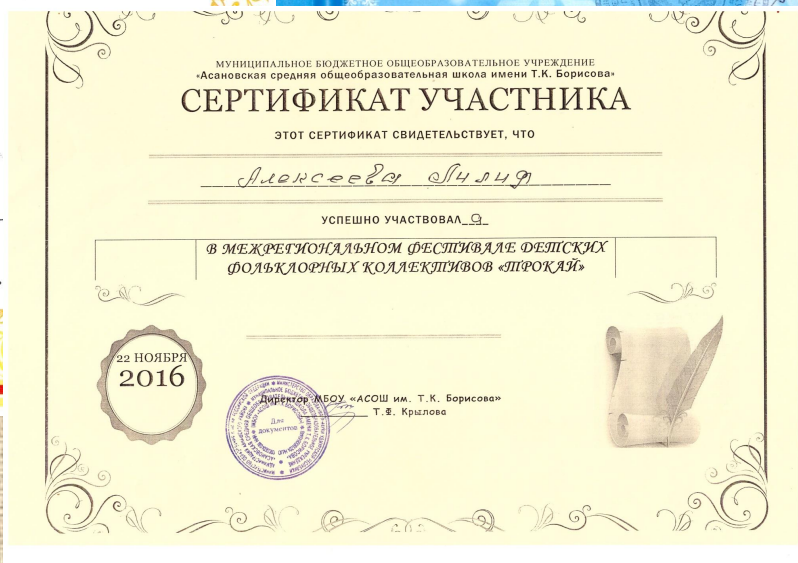 МУНИЦИПАЛЬНОЕ БЮДЖЕТНОЕ ОБЩЕОБРАЗОВАТЕЛЬНОЕ УЧРЕЖДЕНИЕ
«Асановская средняя общеобразовательная школа имени Т.К. Борисова»
СЕРТИФИКАТ УЧАСТНИКА
ЭТОТ СЕРТИФИКАТ СВИДЕТЕЛЬСТВУЕТ, ЧТО
Алексеева Лилия
УСПЕШНО УЧАСТВОВАЛ а
В МЕЖРЕГИОНАЛЬНОМ ФЕСТИВАЛЕ ДЕТСКИХ
ФОЛЬКЛОРНЫХ КОЛЛЕКТИВОВ «ТРОКАЙ»
22 НОЯБРЯ
2016
Директор МБОУ «АСОШ им. Т.К. Борисова»
Т.Ф. Крылова
Для
документов